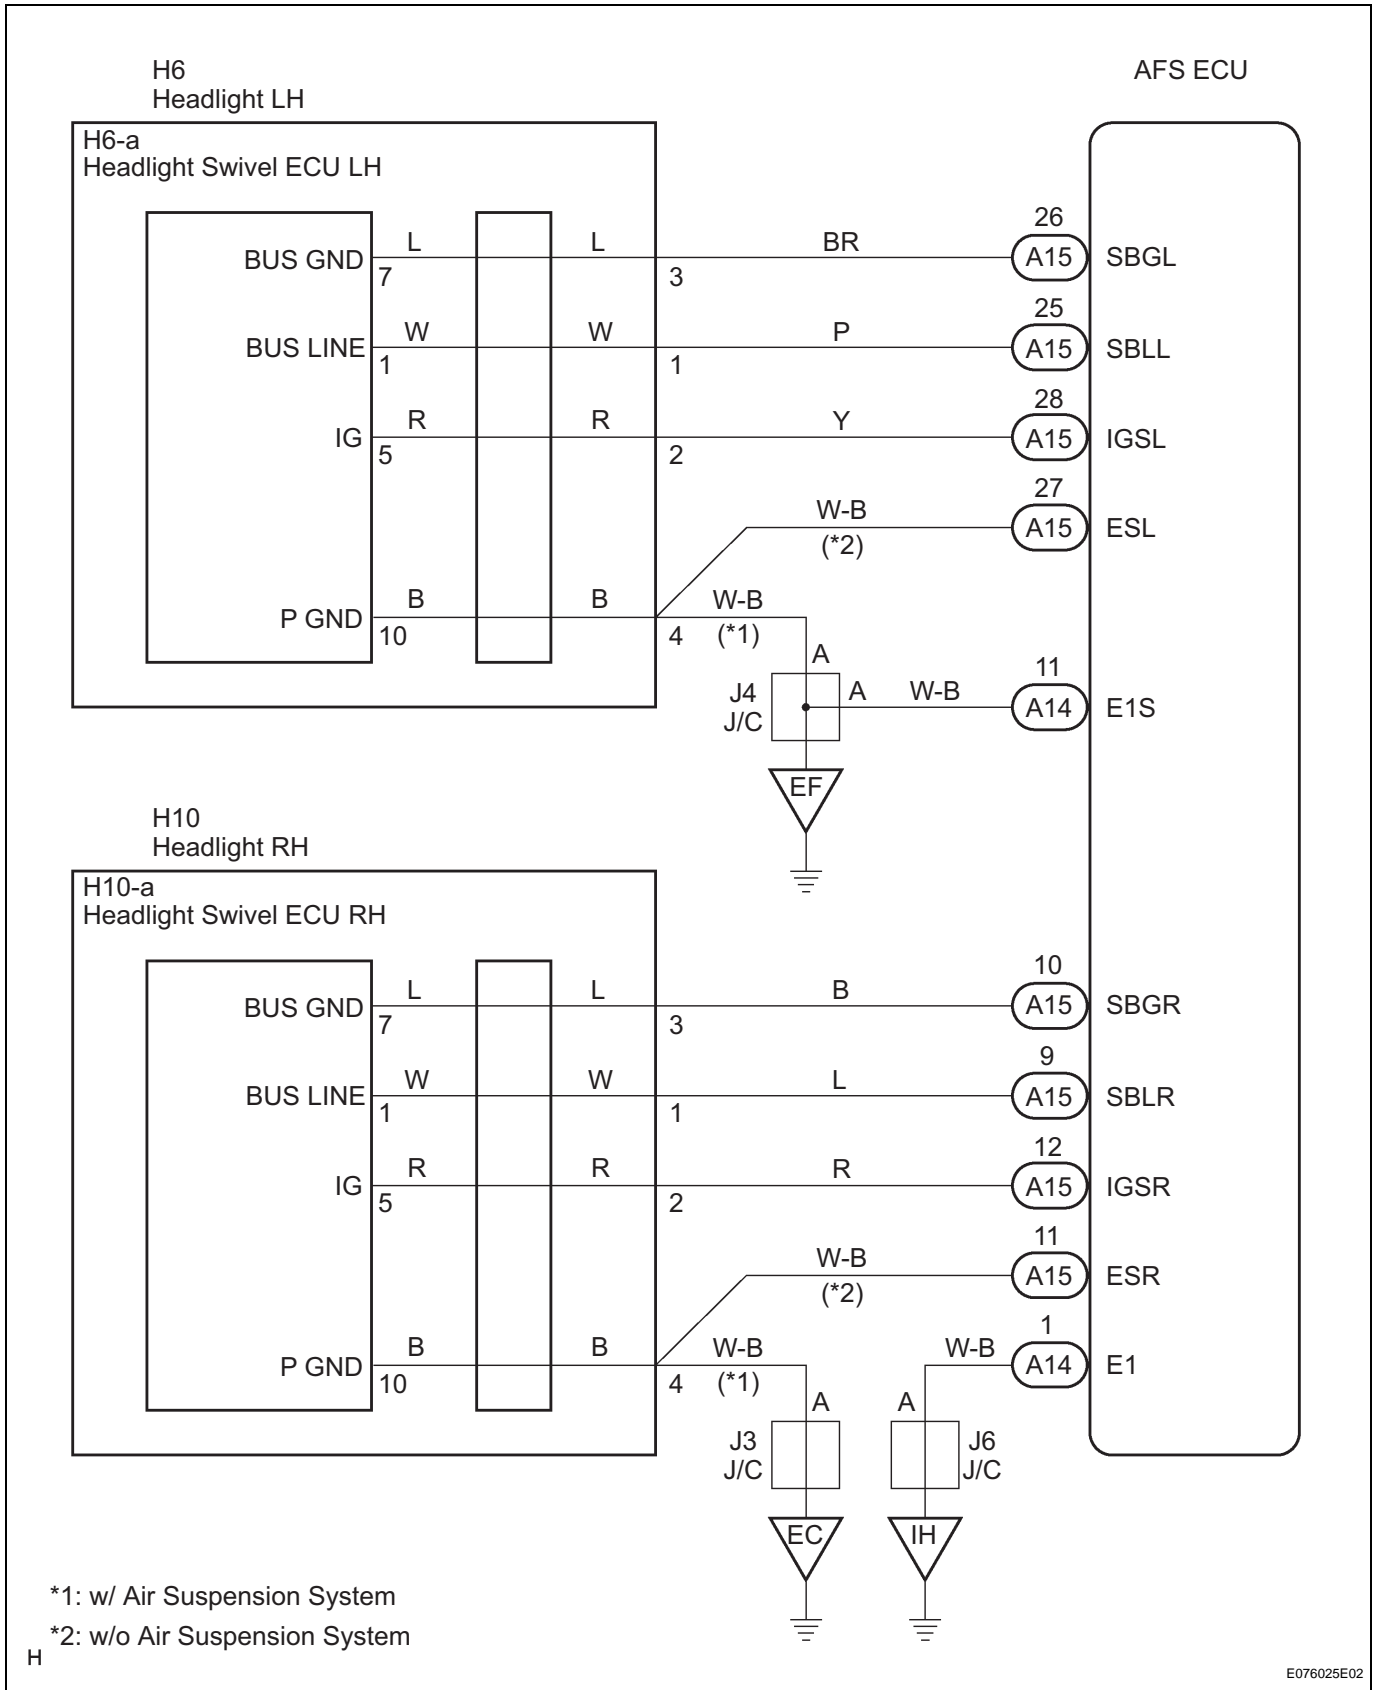 H6
Headlight LH
AFS ECU
H6-a
Headlight Swivel ECU LH
26
BUS GND L L BR A15 SBGL
7 3
25
BUS LINE W W P A15 SBLL
1 1
28
IG R R Y A15 IGSL
5 2
27
W-B A15 ESL
(*2)
P GND B B W-B
10 4 (*1)
A 11
J4 A W-B A14 E1S
J/C
EF
H10
Headlight RH
H10-a
Headlight Swivel ECU RH
10
BUS GND L L B A15 SBGR
7 3
9
BUS LINE W W L A15 SBLR
1 1
12
IG R R R A15 IGSR
5 2
11
W-B A15 ESR
(*2)
1
P GND B B W-B W-B A14 E1
10 4 (*1)
A A
J3 J6
J/C J/C
EC IH
*1: w/ Air Suspension System
*2: w/o Air Suspension System
H
E076025E02